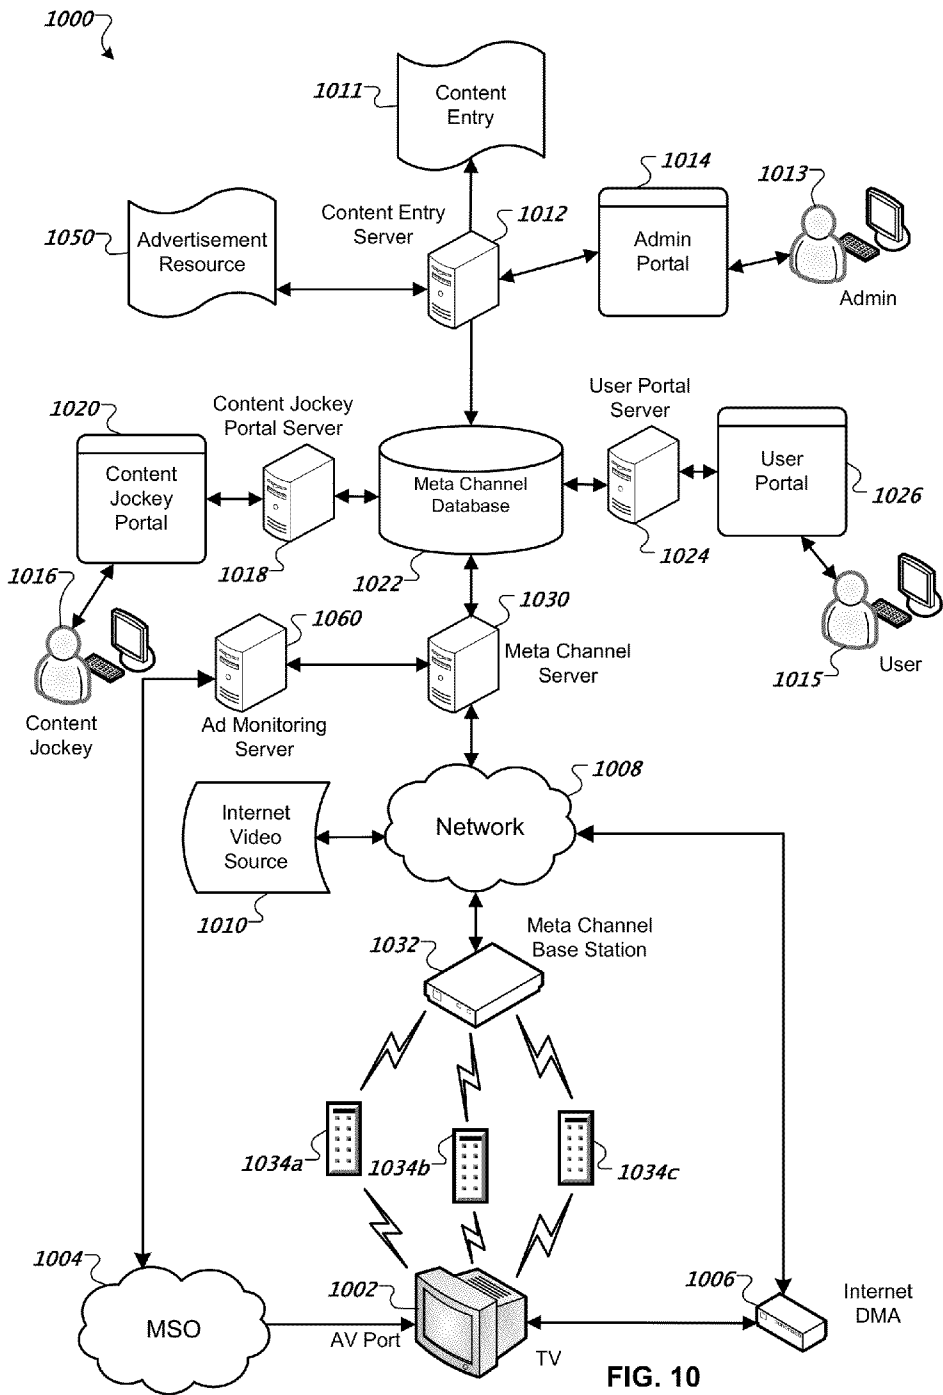 1000
1011
Content
Entry
1014
1013
1012
Content Entry
Server
1050
Advertisement
Resource
Admin
Portal
Admin
1020
Content Jockey
Portal Server
User Portal
Server
Content
Jockey
Portal
Meta Channel
Database
User
Portal
1026
1018
1022
1024
1016
1060
1030
Meta Channel
Server
1015
User
Content
Jockey
Ad Monitoring
Server
1008
Internet
Video
Source
Network
1010
1032
Meta Channel
Base Station
1034a
1034b
1034c
1004
1002
1006
Internet
DMA
MSO
AV Port
TV
FIG. 10